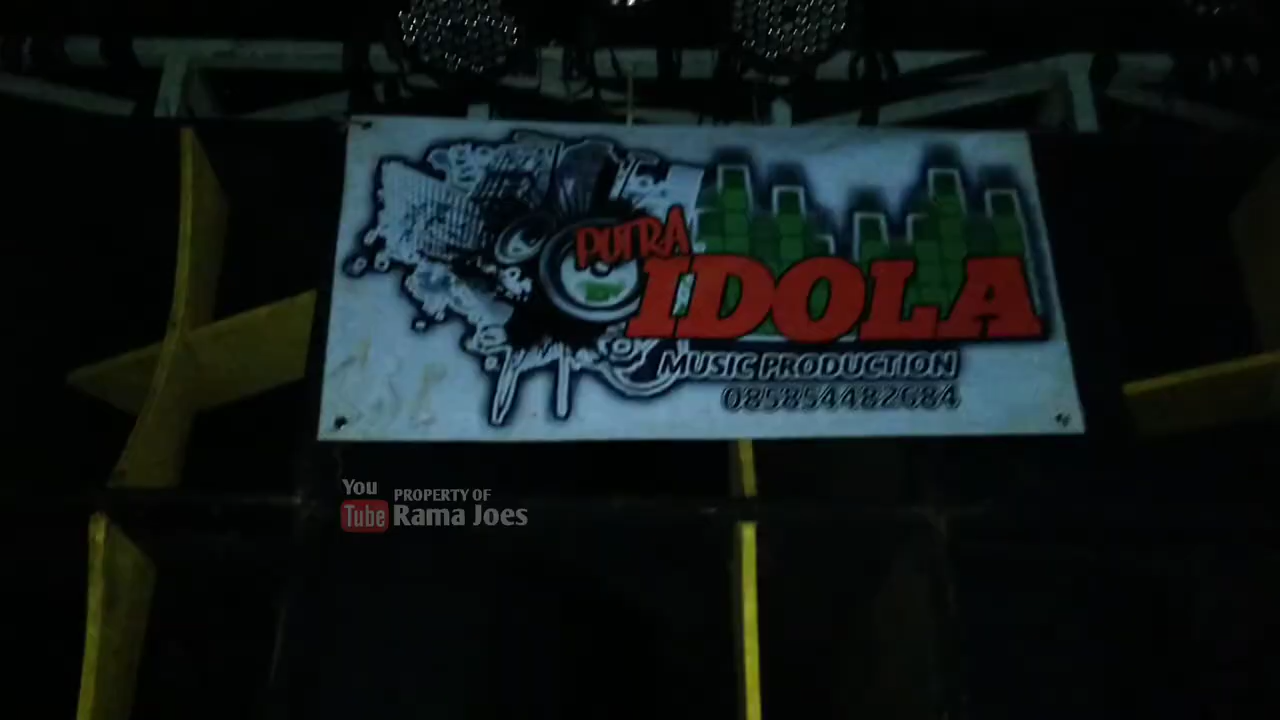 PUTRA
IDOLA
MUSIC PRODUCTION
085854482684
You
Tube
PROPERTY OF
Rama Joes